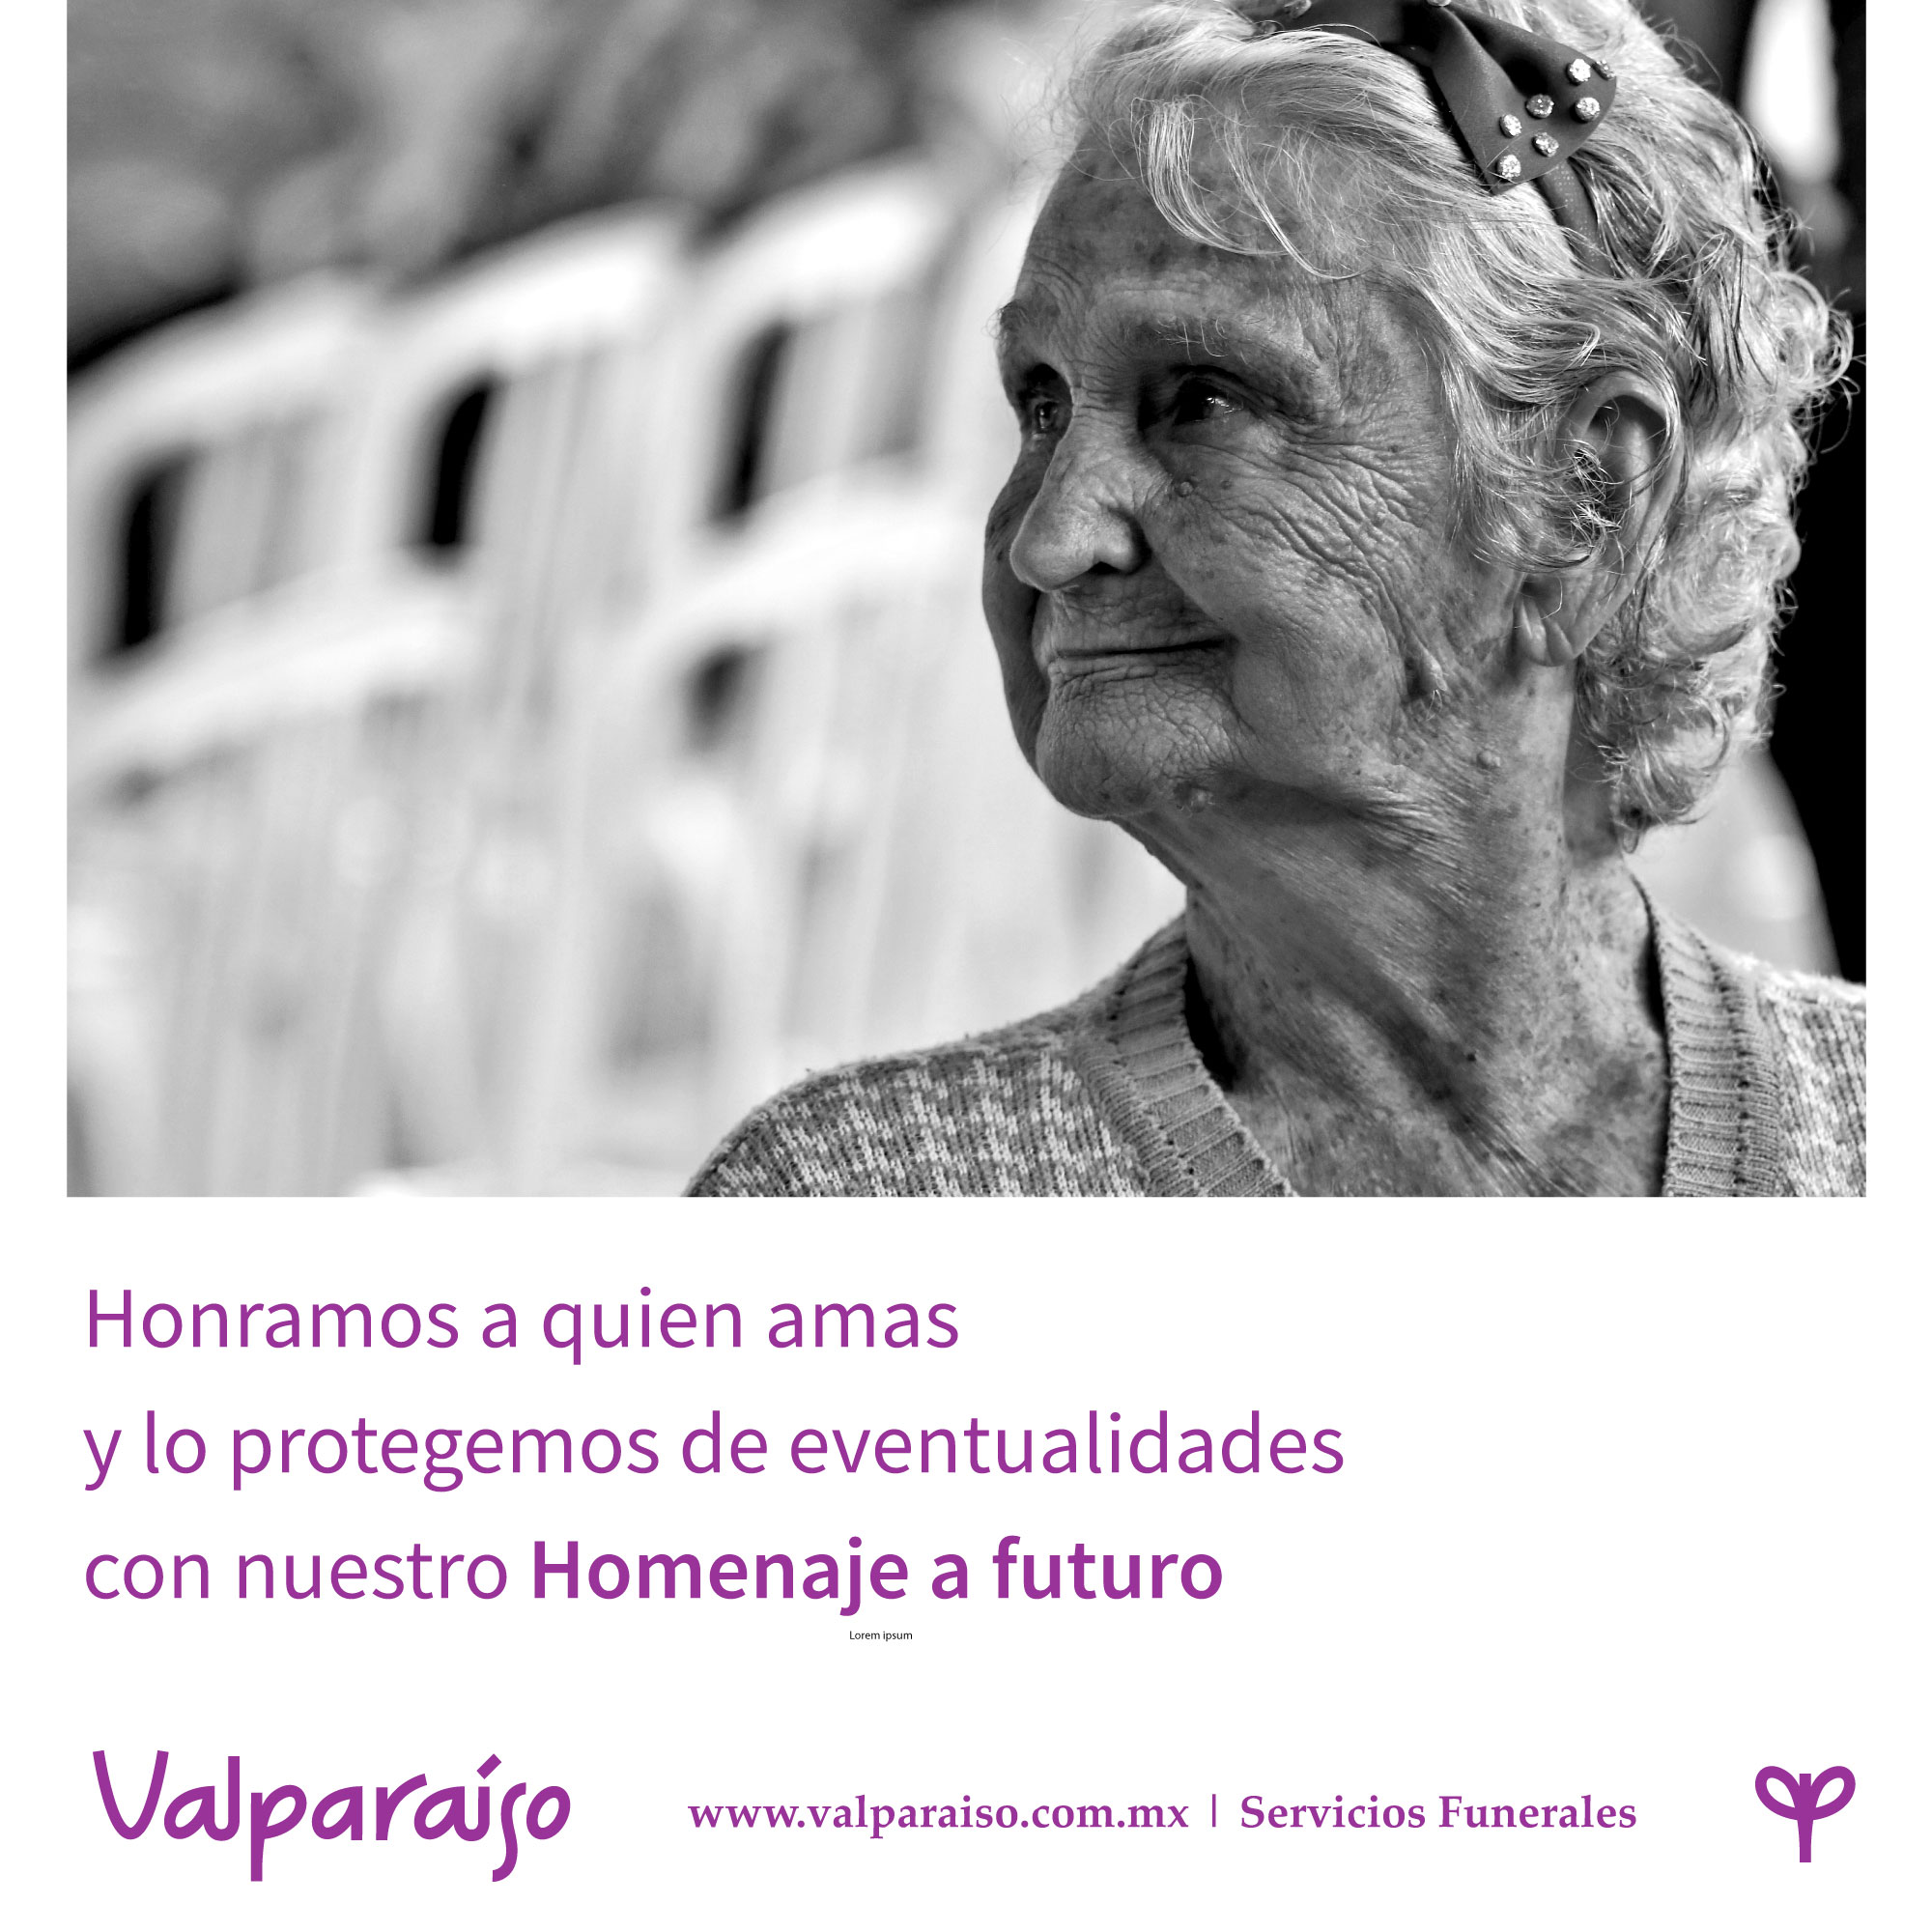 Honramos a quien amas
y lo protegemos de eventualidades
con nuestro Homenaje a futuro
Lorem ipsum
Valparaíso
www.valparaiso.com.mx | Servicios Funerales